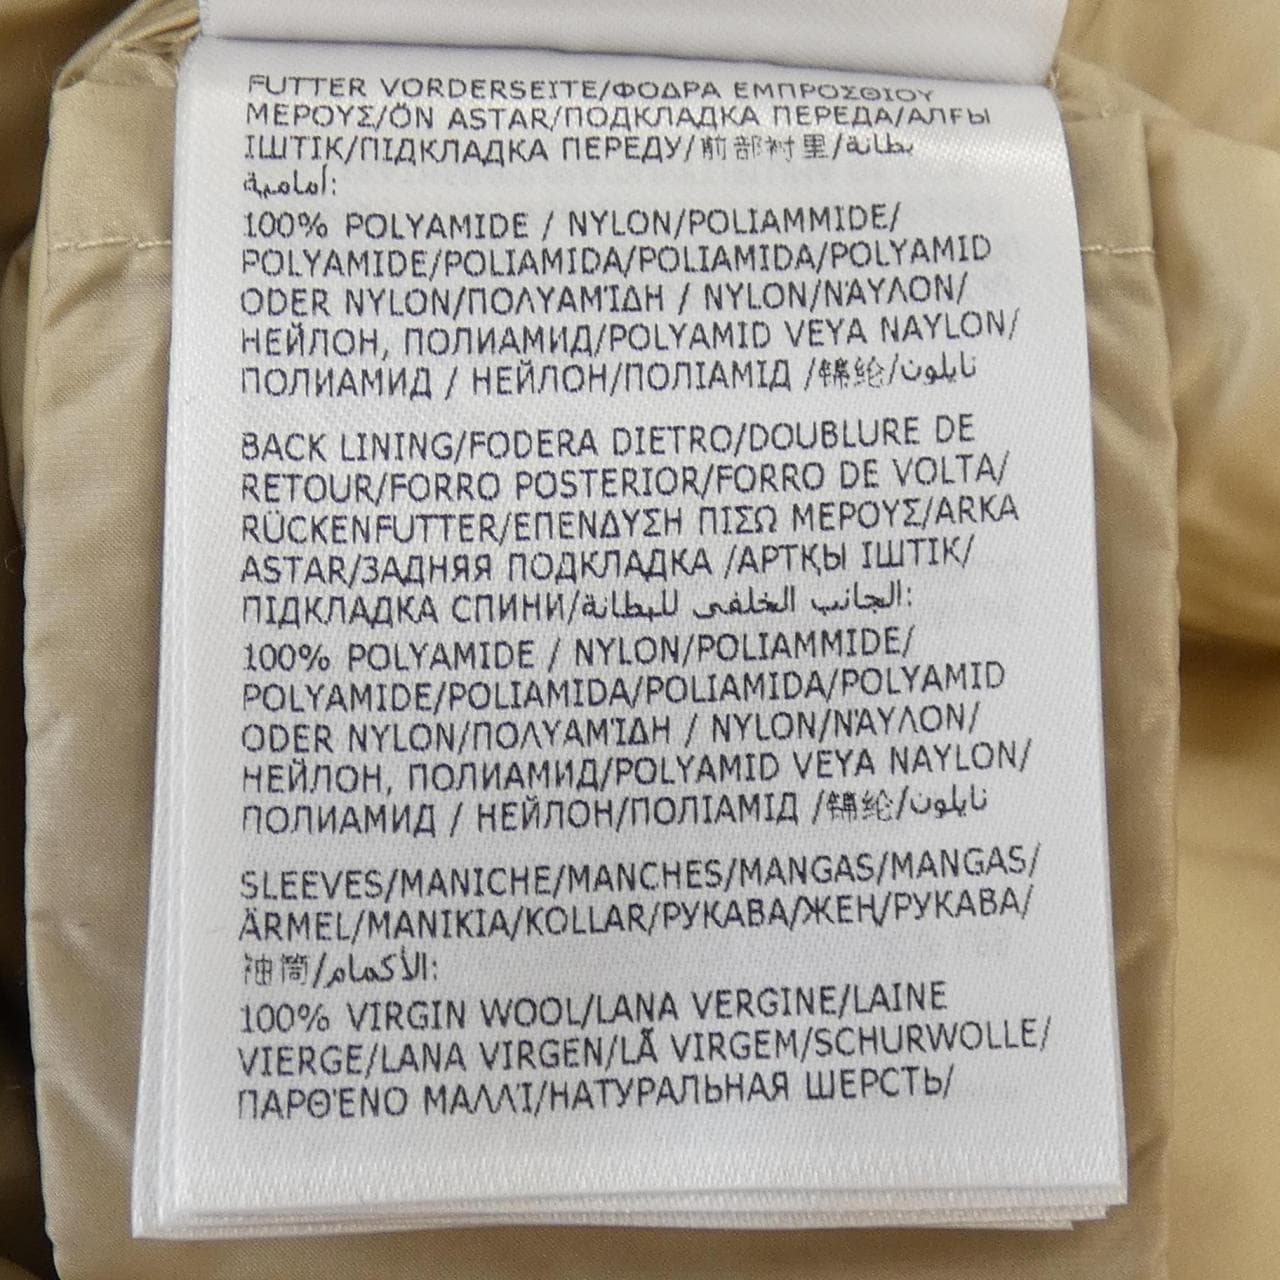 FUTTER VORDERSEITE/ΦΟΔΡΑ ΕΜΠΡΟΣΘΙΟΥ
ΜΕΡΟΥΣ/ÖN ASTAR/ПОДКЛАДКА ПЕРЕДА/АЛҒЫ
ІШТІК/ПІДКЛАДКА ПЕРЕДУ/前部衬里/بطانة
أمامية:
100% POLYAMIDE / NYLON/POLIAMMIDE/
POLYAMIDE/POLIAMIDA/POLIAMIDA/POLYAMID
ODER NYLON/ΠΟΛΥΑΜΊΔΗ / NYLON/ΝΆΥΛΟΝ/
НЕЙЛОН, ПОЛИАМИД/POLYAMID VEYA NAYLON/
ПОЛИАМИД / НЕЙЛОН/ПОЛІАМІД /锦纶/نايلون
BACK LINING/FODERA DIETRO/DOUBLURE DE
RETOUR/FORRO POSTERIOR/FORRO DE VOLTA/
RÜCKENFUTTER/ΕΠΕΝΔΥΣΗ ΠΙΣΩ ΜΕΡΟΥΣ/ARKA
ASTAR/ЗАДНЯЯ ПОДКЛАДКА /АРТҚЫ ІШТІК/
ПІДКЛАДКА СПИНИ/الجانب الخلفي للبطانة:
100% POLYAMIDE / NYLON/POLIAMMIDE/
POLYAMIDE/POLIAMIDA/POLIAMIDA/POLYAMID
ODER NYLON/ΠΟΛΥΑΜΊΔΗ / NYLON/ΝΆΥΛΟΝ/
НЕЙЛОН, ПОЛИАМИД/POLYAMID VEYA NAYLON/
ПОЛИАМИД / НЕЙЛОН/ПОЛІАМІД /锦纶/نايلون
SLEEVES/MANICHE/MANCHES/MANGAS/MANGAS/
ÄRMEL/ΜΑΝΙΚΙΑ/KOLLAR/РУКАВА/ЖЕҢ/РУКАВА/
袖筒/الأكمام:
100% VIRGIN WOOL/LANA VERGINE/LAINE
VIERGE/LANA VIRGEN/LÃ VIRGEM/SCHURWOLLE/
ΠΑΡΘΈΝΟ ΜΑΛΛΊ/НАТУРАЛЬНАЯ ШЕРСТЬ/